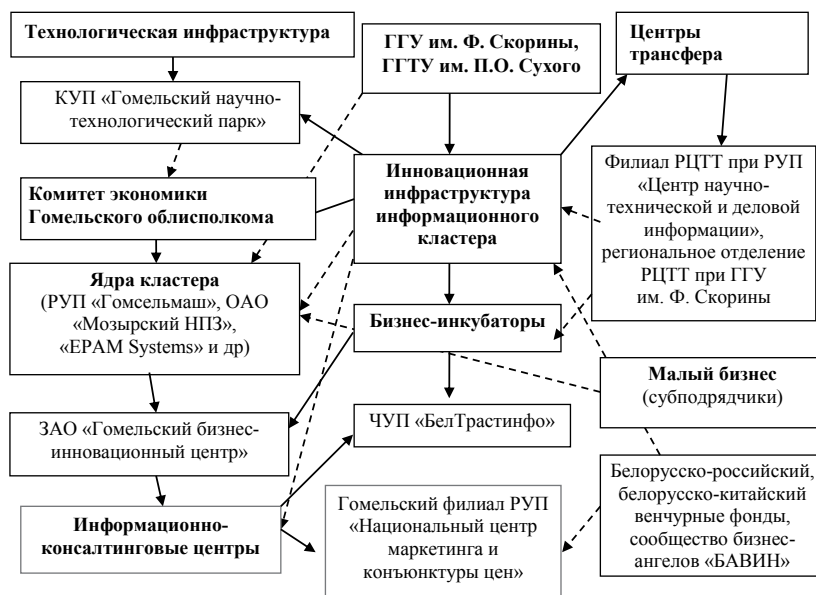 Технологическая инфраструктура
ГГУ им. Ф. Скорины,
ГГТУ им. П.О. Сухого
Центры
трансфера
КУП «Гомельский научно-
технологический парк»
Комитет экономики
Гомельского облисполкома
Инновационная
инфраструктура
информационного
кластера
Филиал РЦТТ при РУП
«Центр научно-
технической и деловой
информации»,
региональное отделение
РЦТТ при ГГУ
им. Ф. Скорины
Ядра кластера
(РУП «Гомсельмаш», ОАО
«Мозырский НПЗ»,
«EPAM Systems» и др)
Бизнес-инкубаторы
Малый бизнес
(субподрядчики)
ЗАО «Гомельский бизнес-
инновационный центр»
ЧУП «БелТрастинфо»
Информационно-
консалтинговые центры
Гомельский филиал РУП
«Национальный центр
маркетинга и
конъюнктуры цен»
Белорусско-российский,
белорусско-китайский
венчурные фонды,
сообщество бизнес-
ангелов «БАВИН»